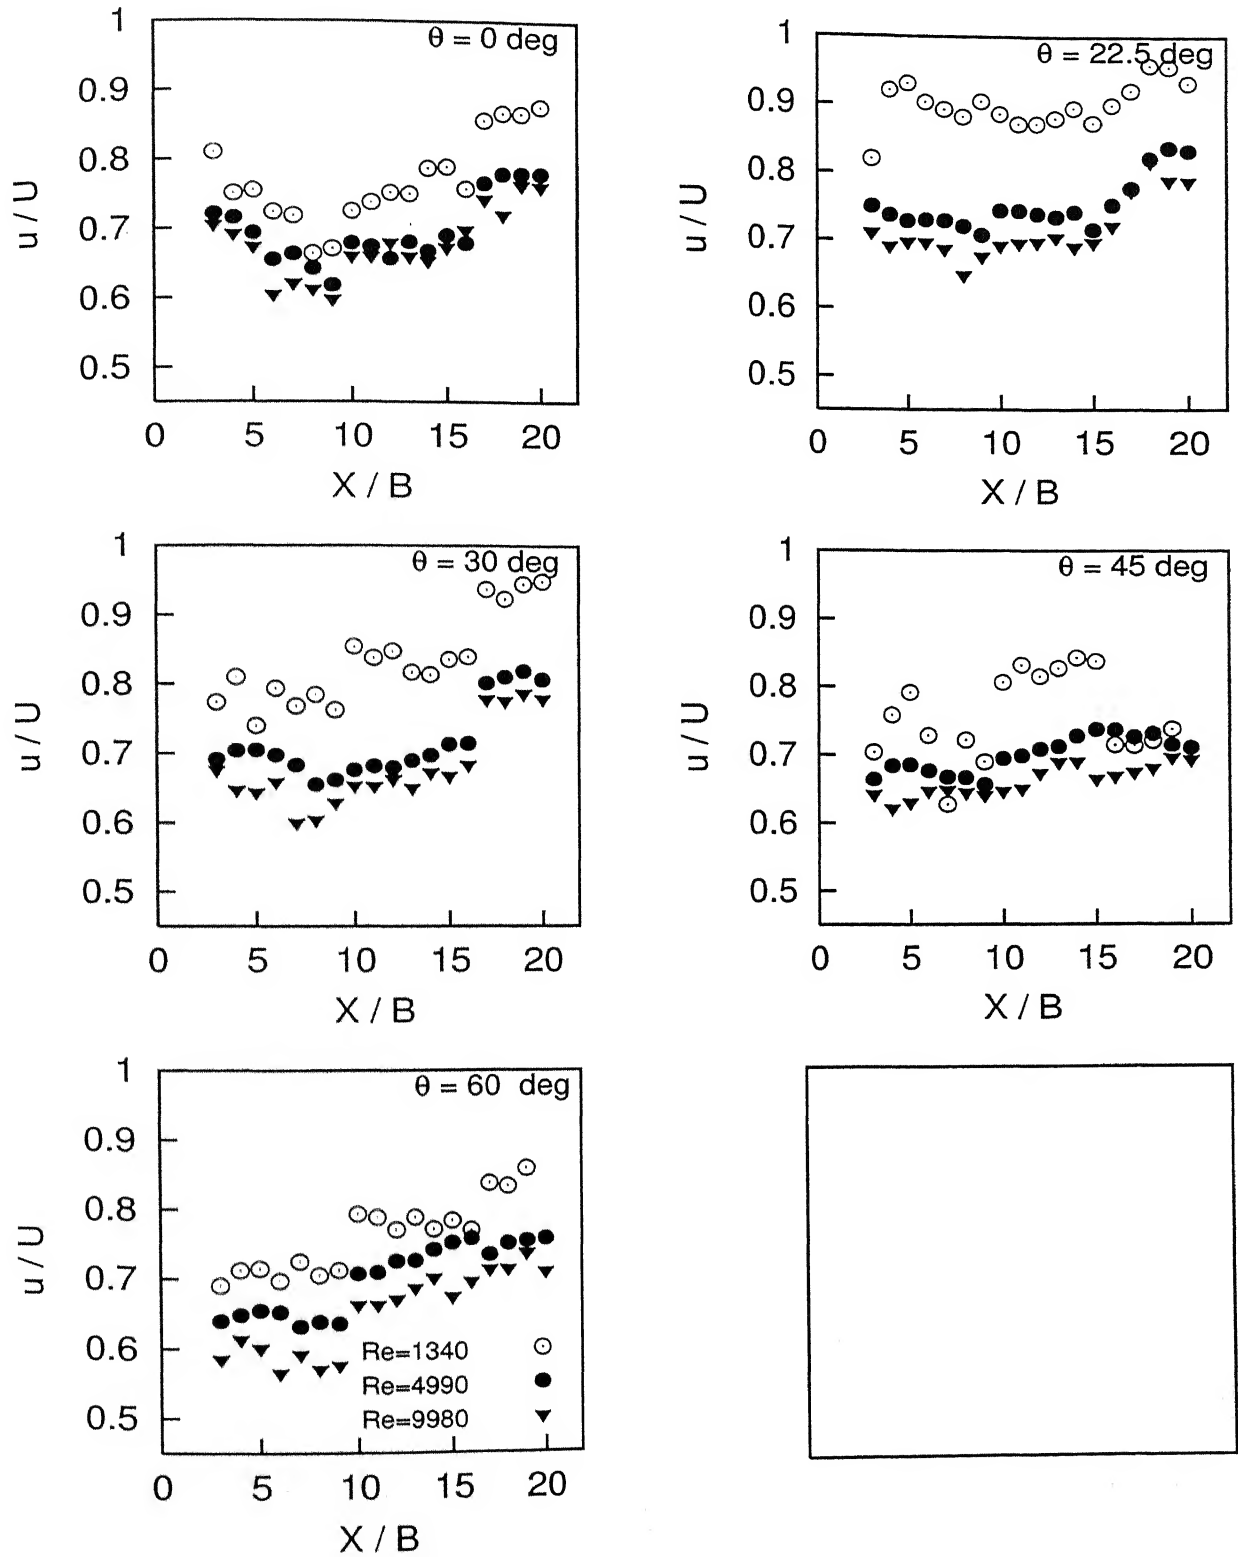 θ = 0 deg
1
0.9
0.8
0.7
0.6
0.5
u / U
0 5 10 15 20
X / B
θ = 22.5 deg
1
0.9
0.8
0.7
0.6
0.5
u / U
0 5 10 15 20
X / B
θ = 30 deg
1
0.9
0.8
0.7
0.6
0.5
u / U
0 5 10 15 20
X / B
θ = 45 deg
1
0.9
0.8
0.7
0.6
0.5
u / U
0 5 10 15 20
X / B
θ = 60 deg
1
0.9
0.8
0.7
0.6
0.5
u / U
Re=1340
Re=4990
Re=9980
0 5 10 15 20
X / B